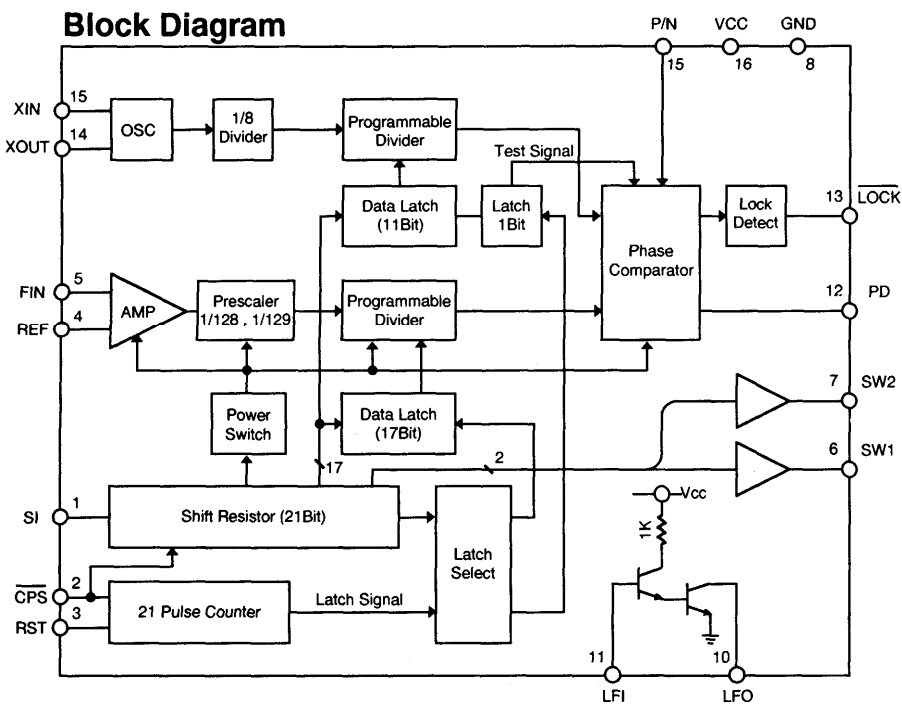 Block Diagram
P/N
VCC
GND
15
16
8
XIN
15
XOUT
14
OSC
1/8
Divider
Programmable
Divider
Test Signal
Data Latch
(11Bit)
Latch
1Bit
Phase
Comparator
Lock
Detect
13
LOCK
FIN
5
REF
4
AMP
Prescaler
1/128 , 1/129
Programmable
Divider
12
PD
Power
Switch
Data Latch
(17Bit)
17
2
7
SW2
6
SW1
SI
1
Shift Resistor (21Bit)
Latch
Select
Vcc
1K
CPS
2
RST
3
21 Pulse Counter
Latch Signal
11
10
LFI
LFO